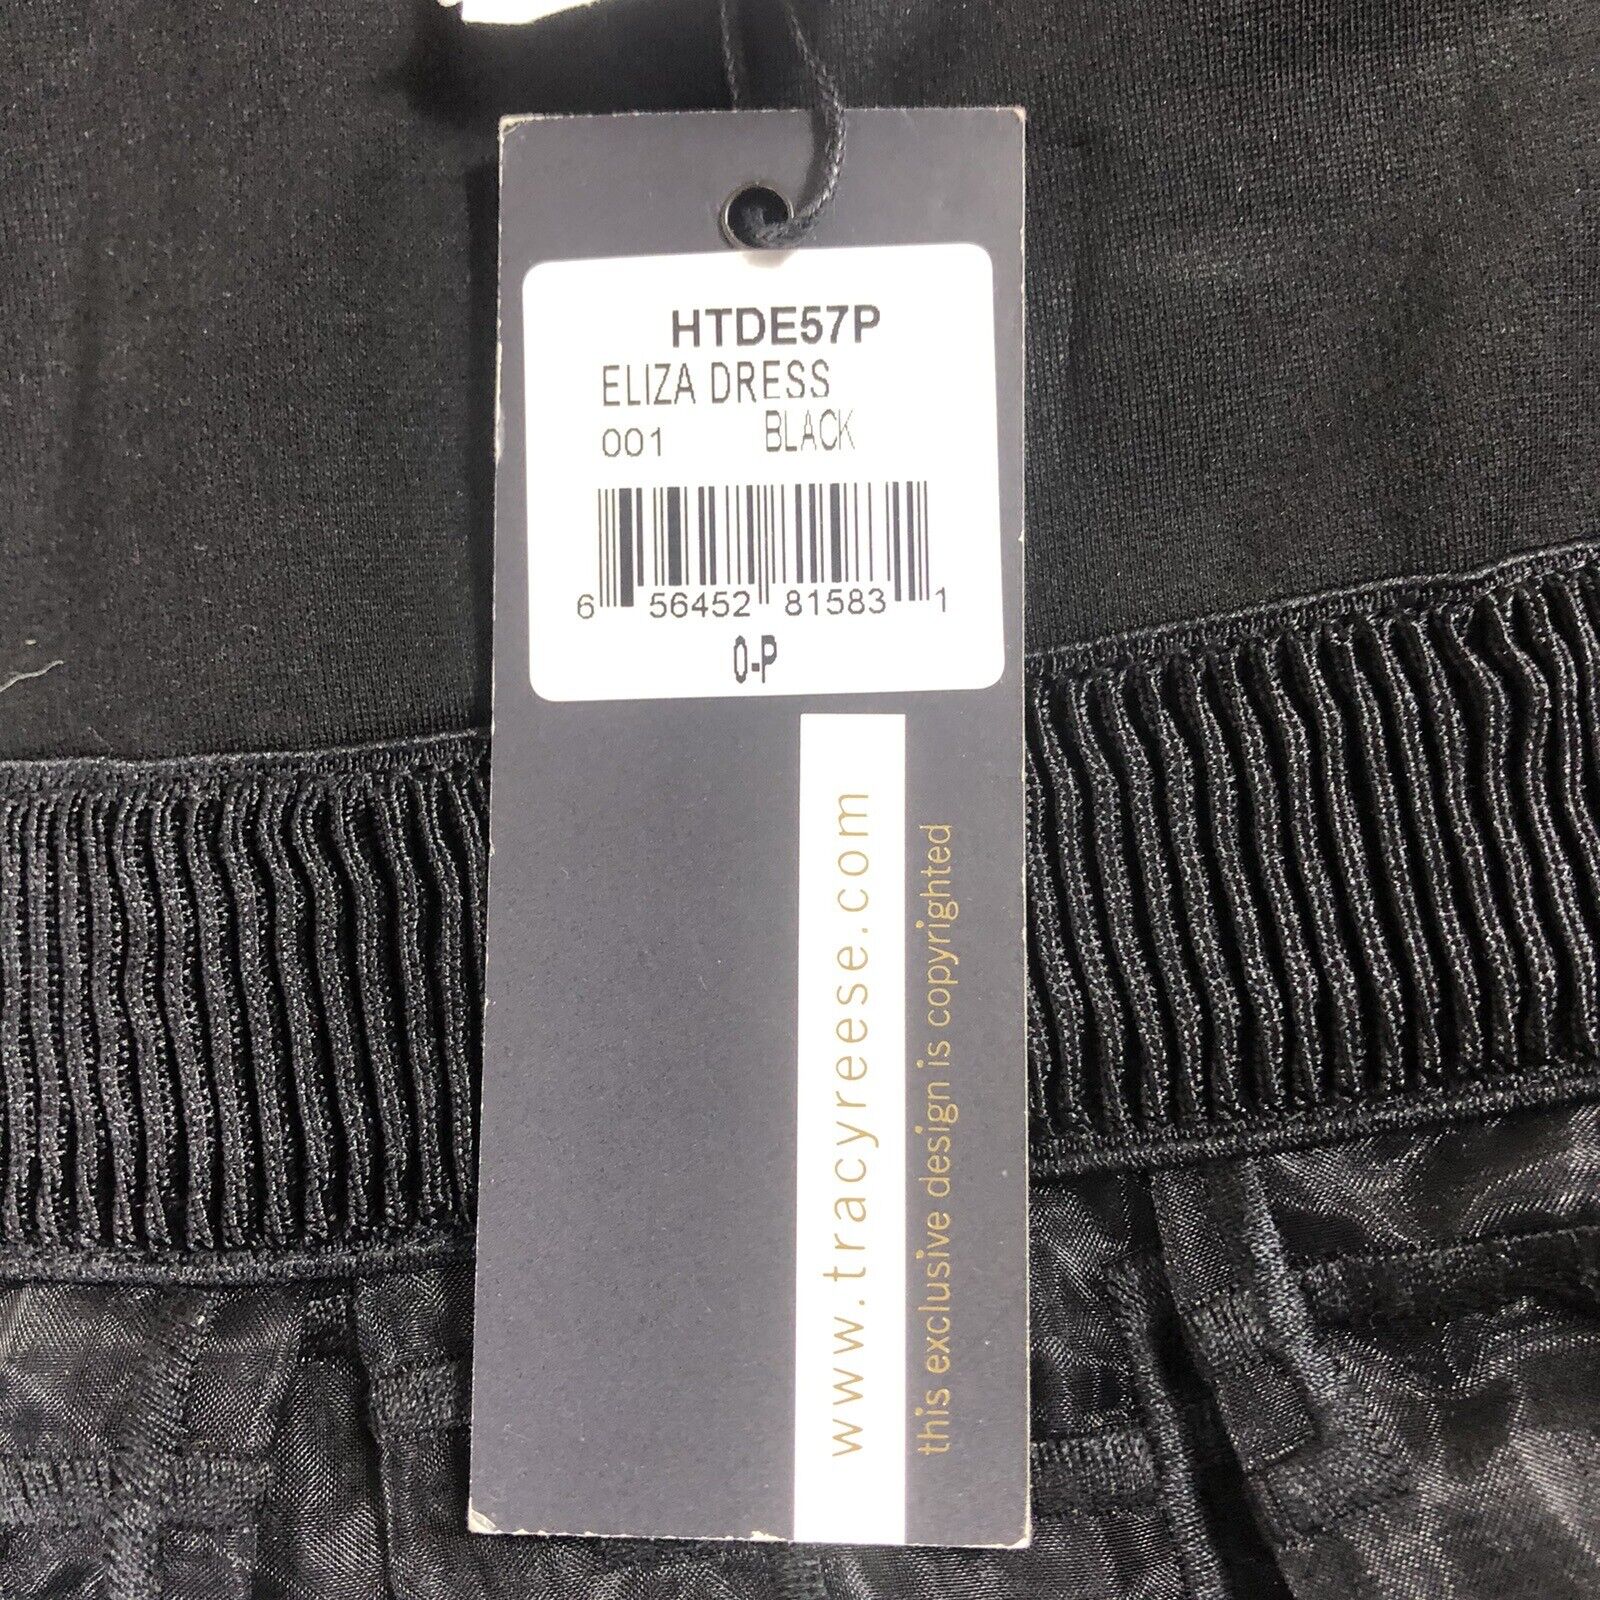 HTDE57P
ELIZA DRESS
001 BLACK
6 56452 81583 1
0-P
www.tracyreese.com
this exclusive design is copyrighted